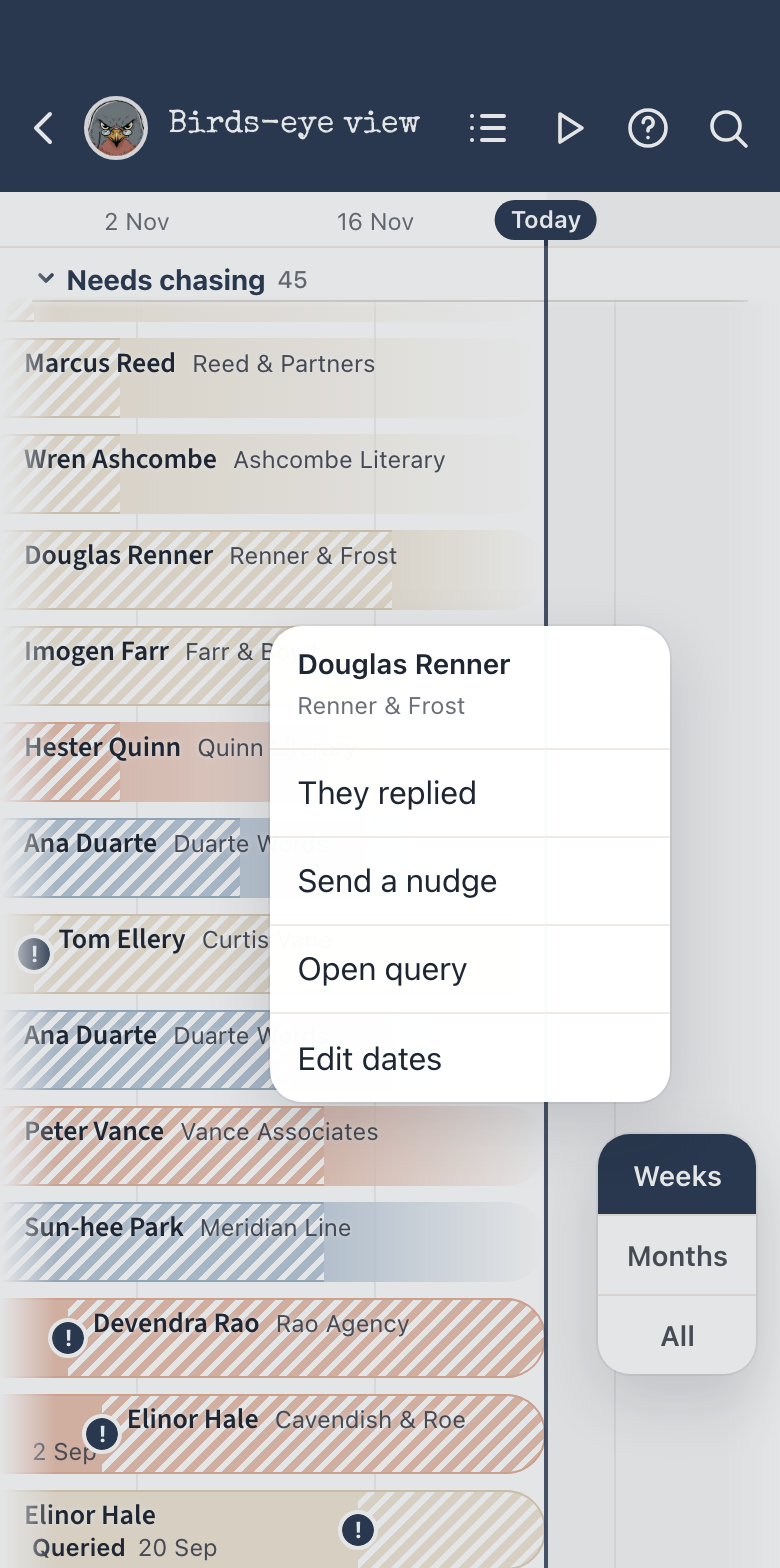 Birds-eye view
2 Nov 16 Nov Today
Needs chasing 45
Marcus Reed Reed & Partners
Wren Ashcombe Ashcombe Literary
Douglas Renner Renner & Frost
Imogen Farr Farr &
Hester Quinn Quinn
Ana Duarte Duarte
Tom Ellery Curtis
Ana Duarte Duarte
Peter Vance Vance Associates
Sun-hee Park Meridian Line
Devendra Rao Rao Agency
Elinor Hale Cavendish & Roe
2 Sep
Elinor Hale
Queried 20 Sep
Douglas Renner
Renner & Frost
They replied
Send a nudge
Open query
Edit dates
Weeks
Months
All